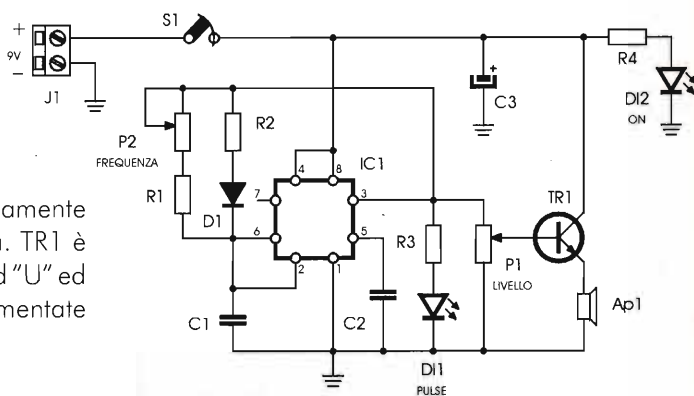 S1
+
9V
−
J1
R4
DI2
ON
C3
P2
FREQUENZA
R2
R1
D1
IC1
4
8
7
3
6
5
2
1
R3
P1
LIVELLO
TR1
Ap1
C1
C2
DI1
PULSE
amente
TR1 è
d "U" ed
mentate